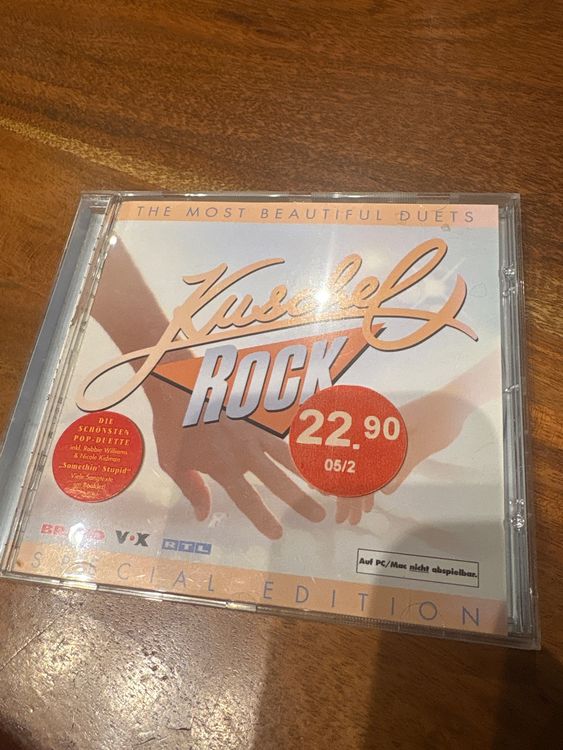 THE MOST BEAUTIFUL DUETS
Kuschel
ROCK
22.90
05/2
DIE
SCHÖNSTEN
POP-DUETTE
inkl. Robbie Williams
& Nicole Kidman
„Somethin' Stupid"
Viele Songtexte
im Booklet!
VOX
RTL
Auf PC/Mac nicht abspielbar.
SPECIAL EDITION